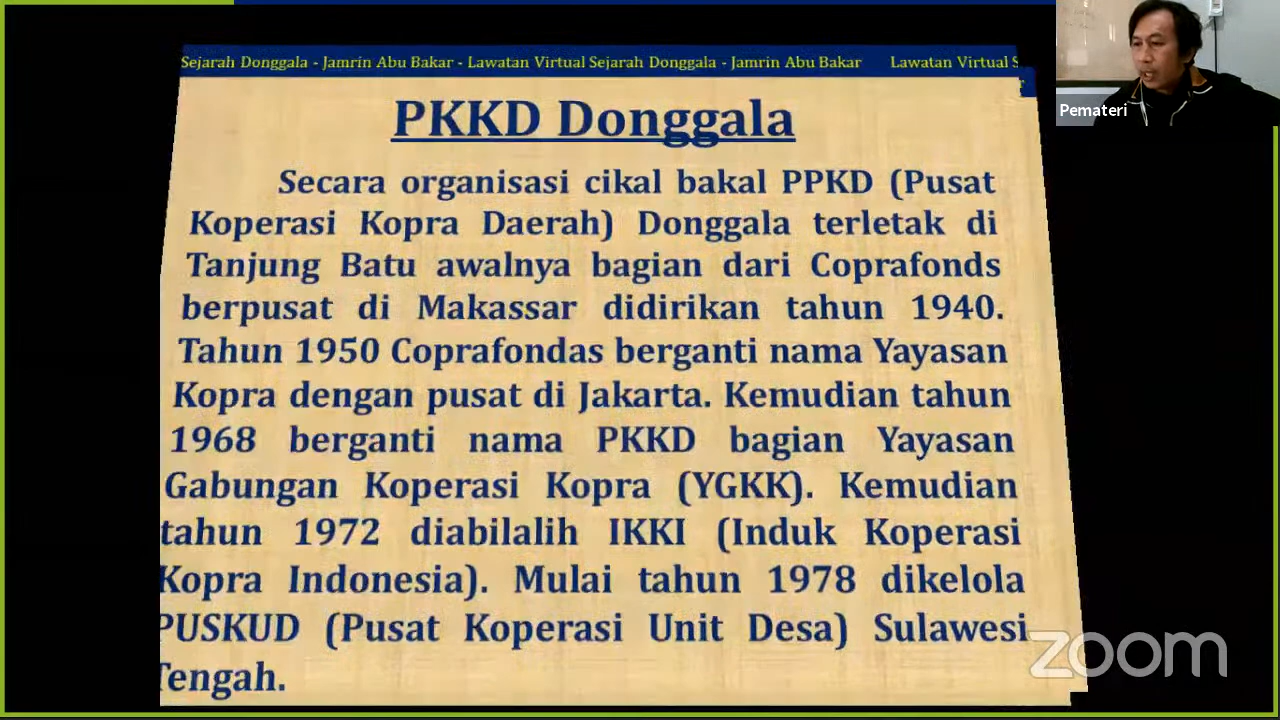 Sejarah Donggala - Jamrin Abu Bakar - Lawatan Virtual Sejarah Donggala - Jamrin Abu Bakar Lawatan Virtual S
Pemateri
PKKD Donggala
Secara organisasi cikal bakal PPKD (Pusat
Koperasi Kopra Daerah) Donggala terletak di
Tanjung Batu awalnya bagian dari Coprafonds
berpusat di Makassar didirikan tahun 1940.
Tahun 1950 Coprafondas berganti nama Yayasan
Kopra dengan pusat di Jakarta. Kemudian tahun
1968 berganti nama PKKD bagian Yayasan
Gabungan Koperasi Kopra (YGKK). Kemudian
tahun 1972 diabilalih IKKI (Induk Koperasi
Kopra Indonesia). Mulai tahun 1978 dikelola
PUSKUD (Pusat Koperasi Unit Desa) Sulawesi
Tengah.
zoom